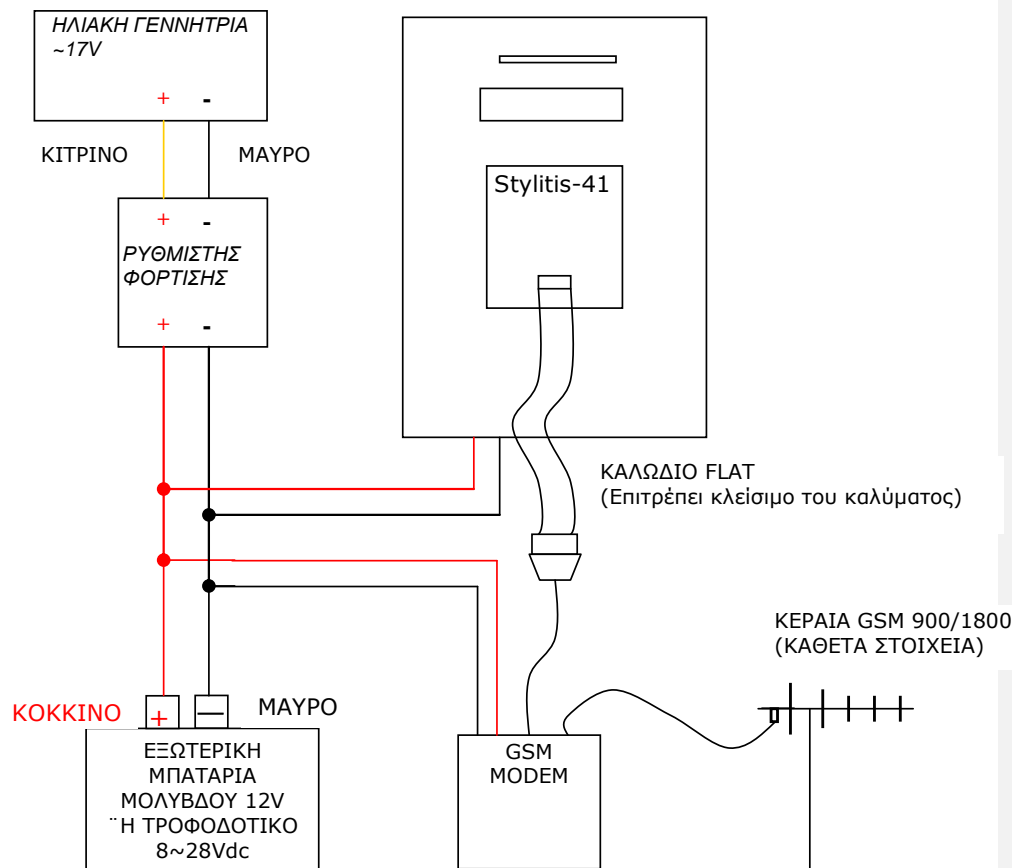 ΗΛΙΑΚΗ ΓΕΝΝΗΤΡΙΑ
~17V
+ -
ΚΙΤΡΙΝΟ
ΜΑΥΡΟ
+ -
ΡΥΘΜΙΣΤΗΣ
ΦΟΡΤΙΣΗΣ
+ -
Stylitis-41
ΚΑΛΩΔΙΟ FLAT
(Επιτρέπει κλείσιμο του καλύματος)
ΚΕΡΑΙΑ GSM 900/1800
(ΚΑΘΕΤΑ ΣΤΟΙΧΕΙΑ)
ΚΟΚΚΙΝΟ
+ —
ΜΑΥΡΟ
ΕΞΩΤΕΡΙΚΗ
ΜΠΑΤΑΡΙΑ
ΜΟΛΥΒΔΟΥ 12V
¨Η ΤΡΟΦΟΔΟΤΙΚΟ
8~28Vdc
GSM
MODEM